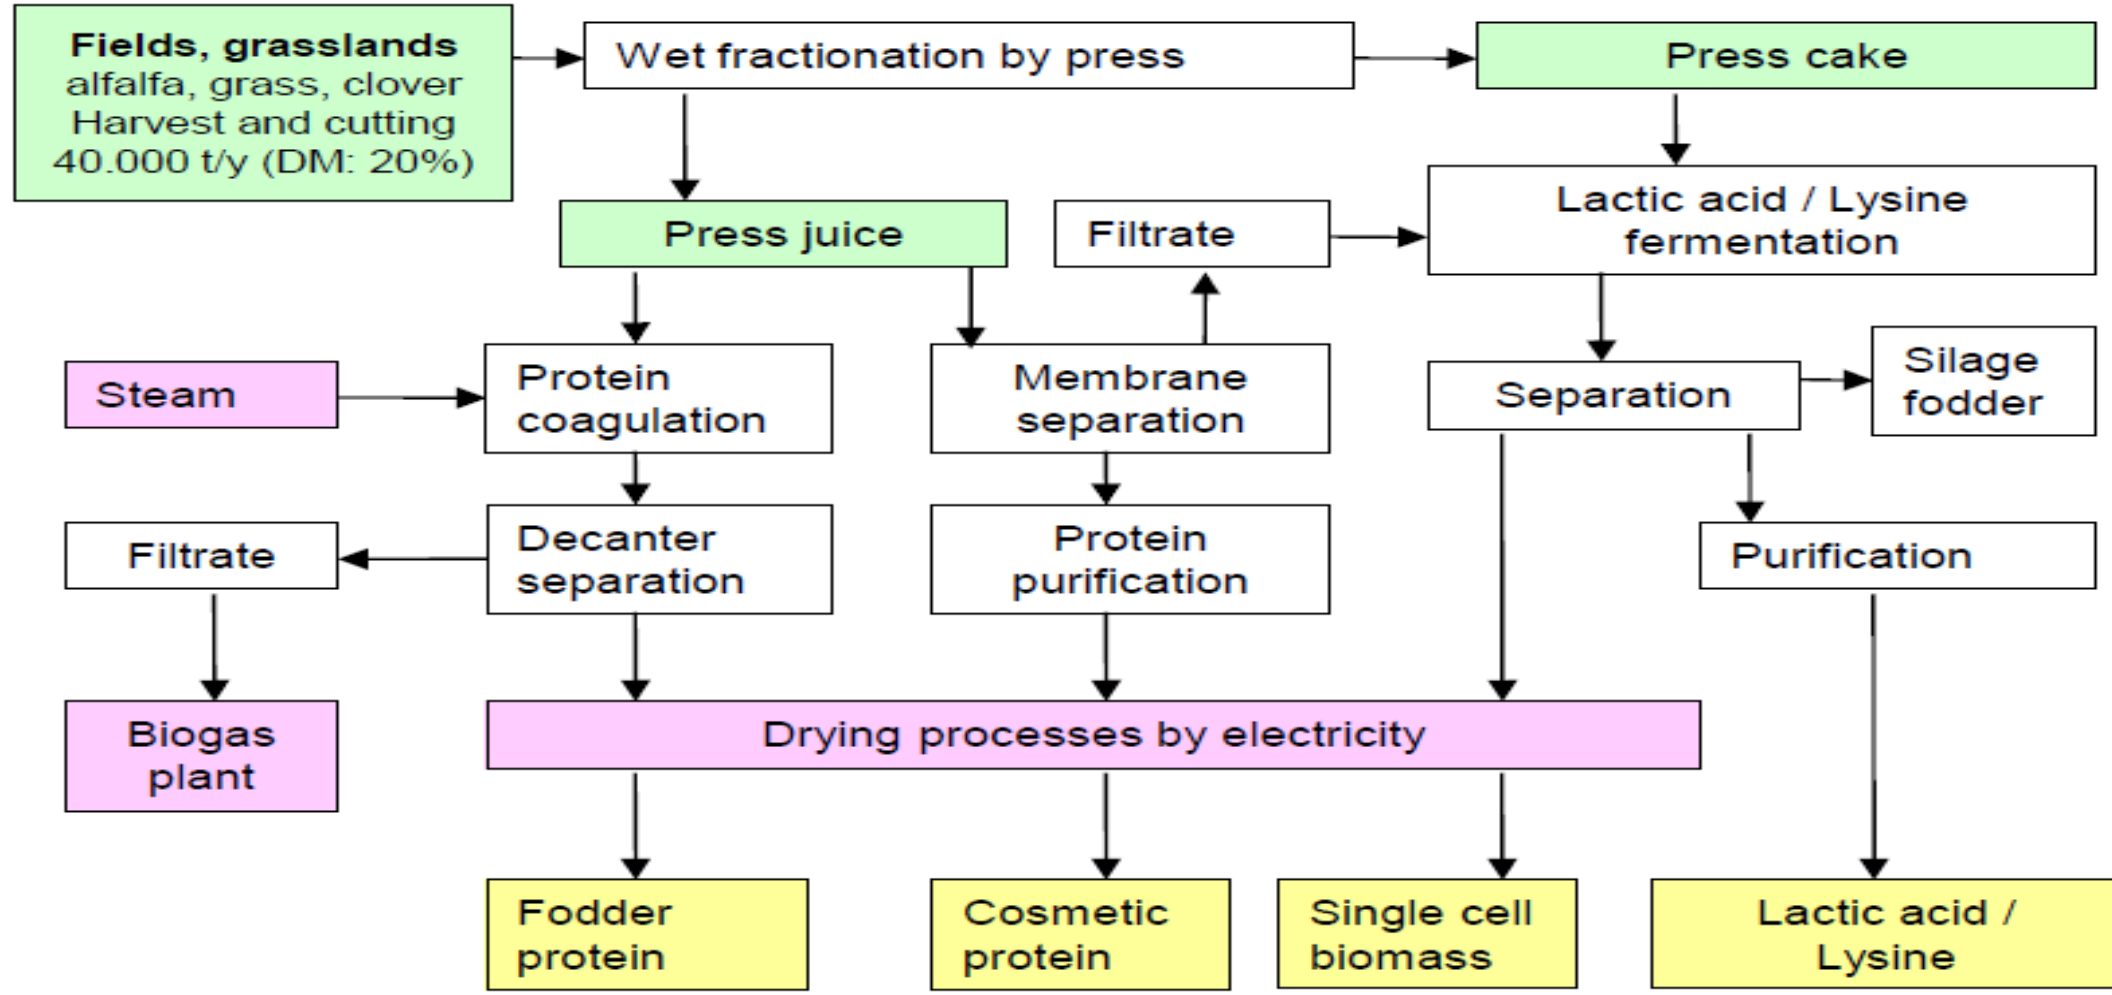 Fields, grasslands
alfalfa, grass, clover
Harvest and cutting
40.000 t/y (DM: 20%)
Wet fractionation by press
Press cake
Press juice
Filtrate
Lactic acid / Lysine
fermentation
Steam
Protein
coagulation
Membrane
separation
Separation
Silage
fodder
Filtrate
Decanter
separation
Protein
purification
Purification
Biogas
plant
Drying processes by electricity
Fodder
protein
Cosmetic
protein
Single cell
biomass
Lactic acid /
Lysine